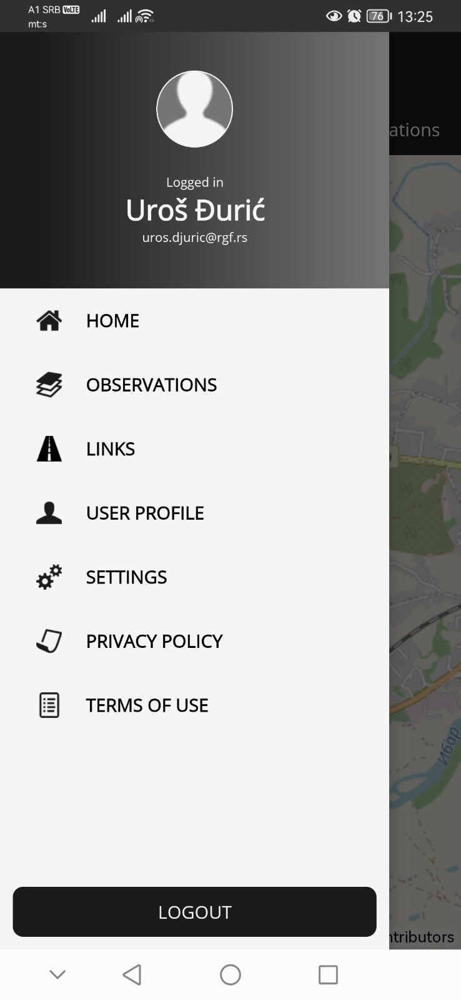 A1 SRB VoLTE
mt:s
76
13:25
ations
Logged in
Uroš Đurić
uros.djuric@rgf.rs
HOME
OBSERVATIONS
LINKS
USER PROFILE
SETTINGS
PRIVACY POLICY
TERMS OF USE
Ибар
LOGOUT
ntributors